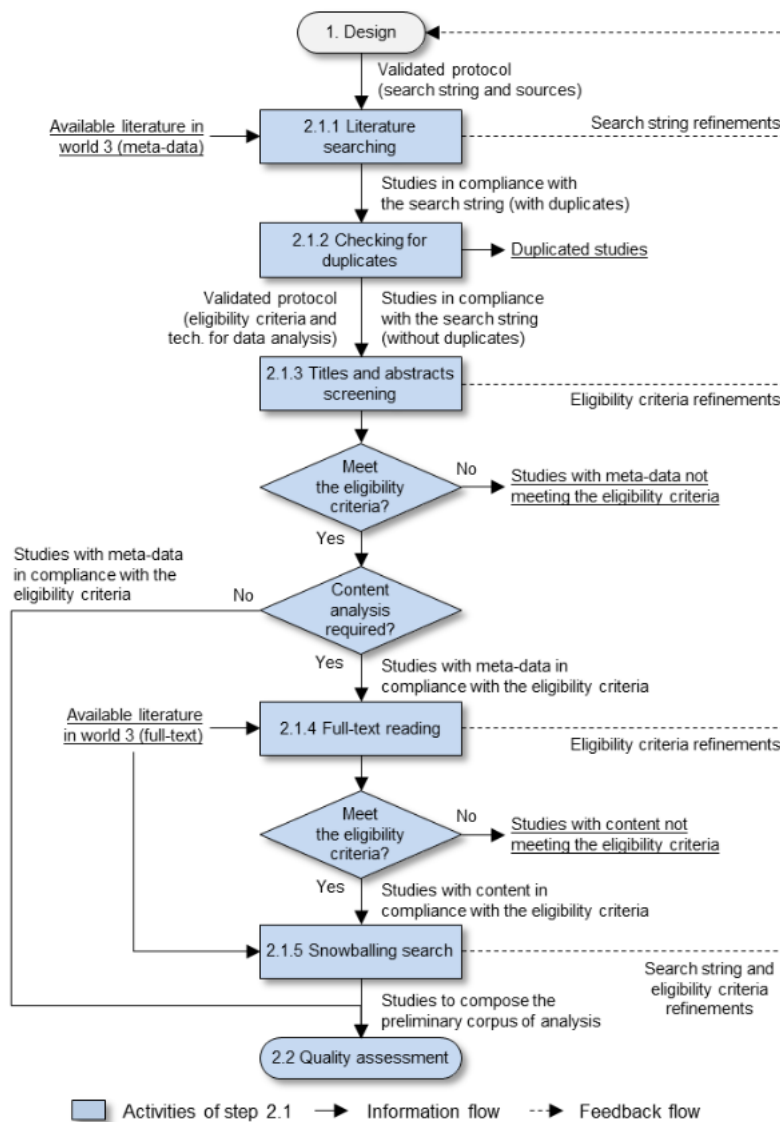 1. Design
Validated protocol
(search string and sources)
Available literature in
world 3 (meta-data)
2.1.1 Literature
searching
Search string refinements
Studies in compliance with
the search string (with duplicates)
2.1.2 Checking for
duplicates
Duplicated studies
Validated protocol
(eligibility criteria and
tech. for data analysis)
Studies in compliance
with the search string
(without duplicates)
2.1.3 Titles and abstracts
screening
Eligibility criteria refinements
Meet
the eligibility
criteria?
No
Studies with meta-data not
meeting the eligibility criteria
Yes
Studies with meta-data
in compliance with the
eligibility criteria
No
Content
analysis
required?
Yes
Studies with meta-data in
compliance with the eligibility criteria
Available literature
in world 3 (full-text)
2.1.4 Full-text reading
Eligibility criteria refinements
Meet
the eligibility
criteria?
No
Studies with content not
meeting the eligibility criteria
Yes
Studies with content in
compliance with the eligibility criteria
2.1.5 Snowballing search
Search string and
eligibility criteria
refinements
Studies to compose the
preliminary corpus of analysis
2.2 Quality assessment
Activities of step 2.1
Information flow
Feedback flow